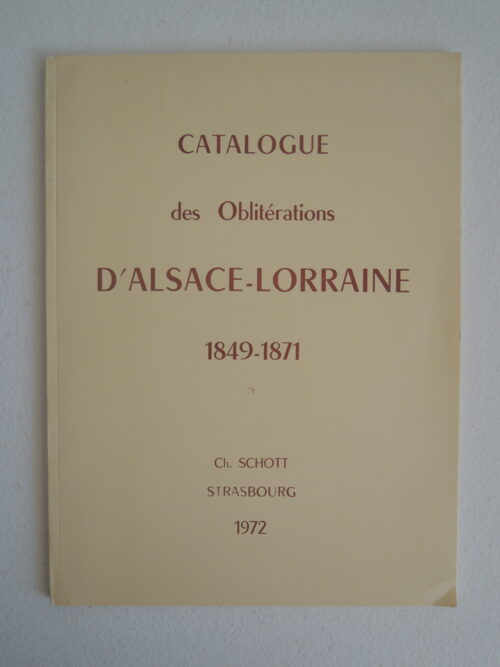 CATALOGUE
des Oblitérations
D'ALSACE-LORRAINE
1849-1871
Ch. SCHOTT
STRASBOURG
1972